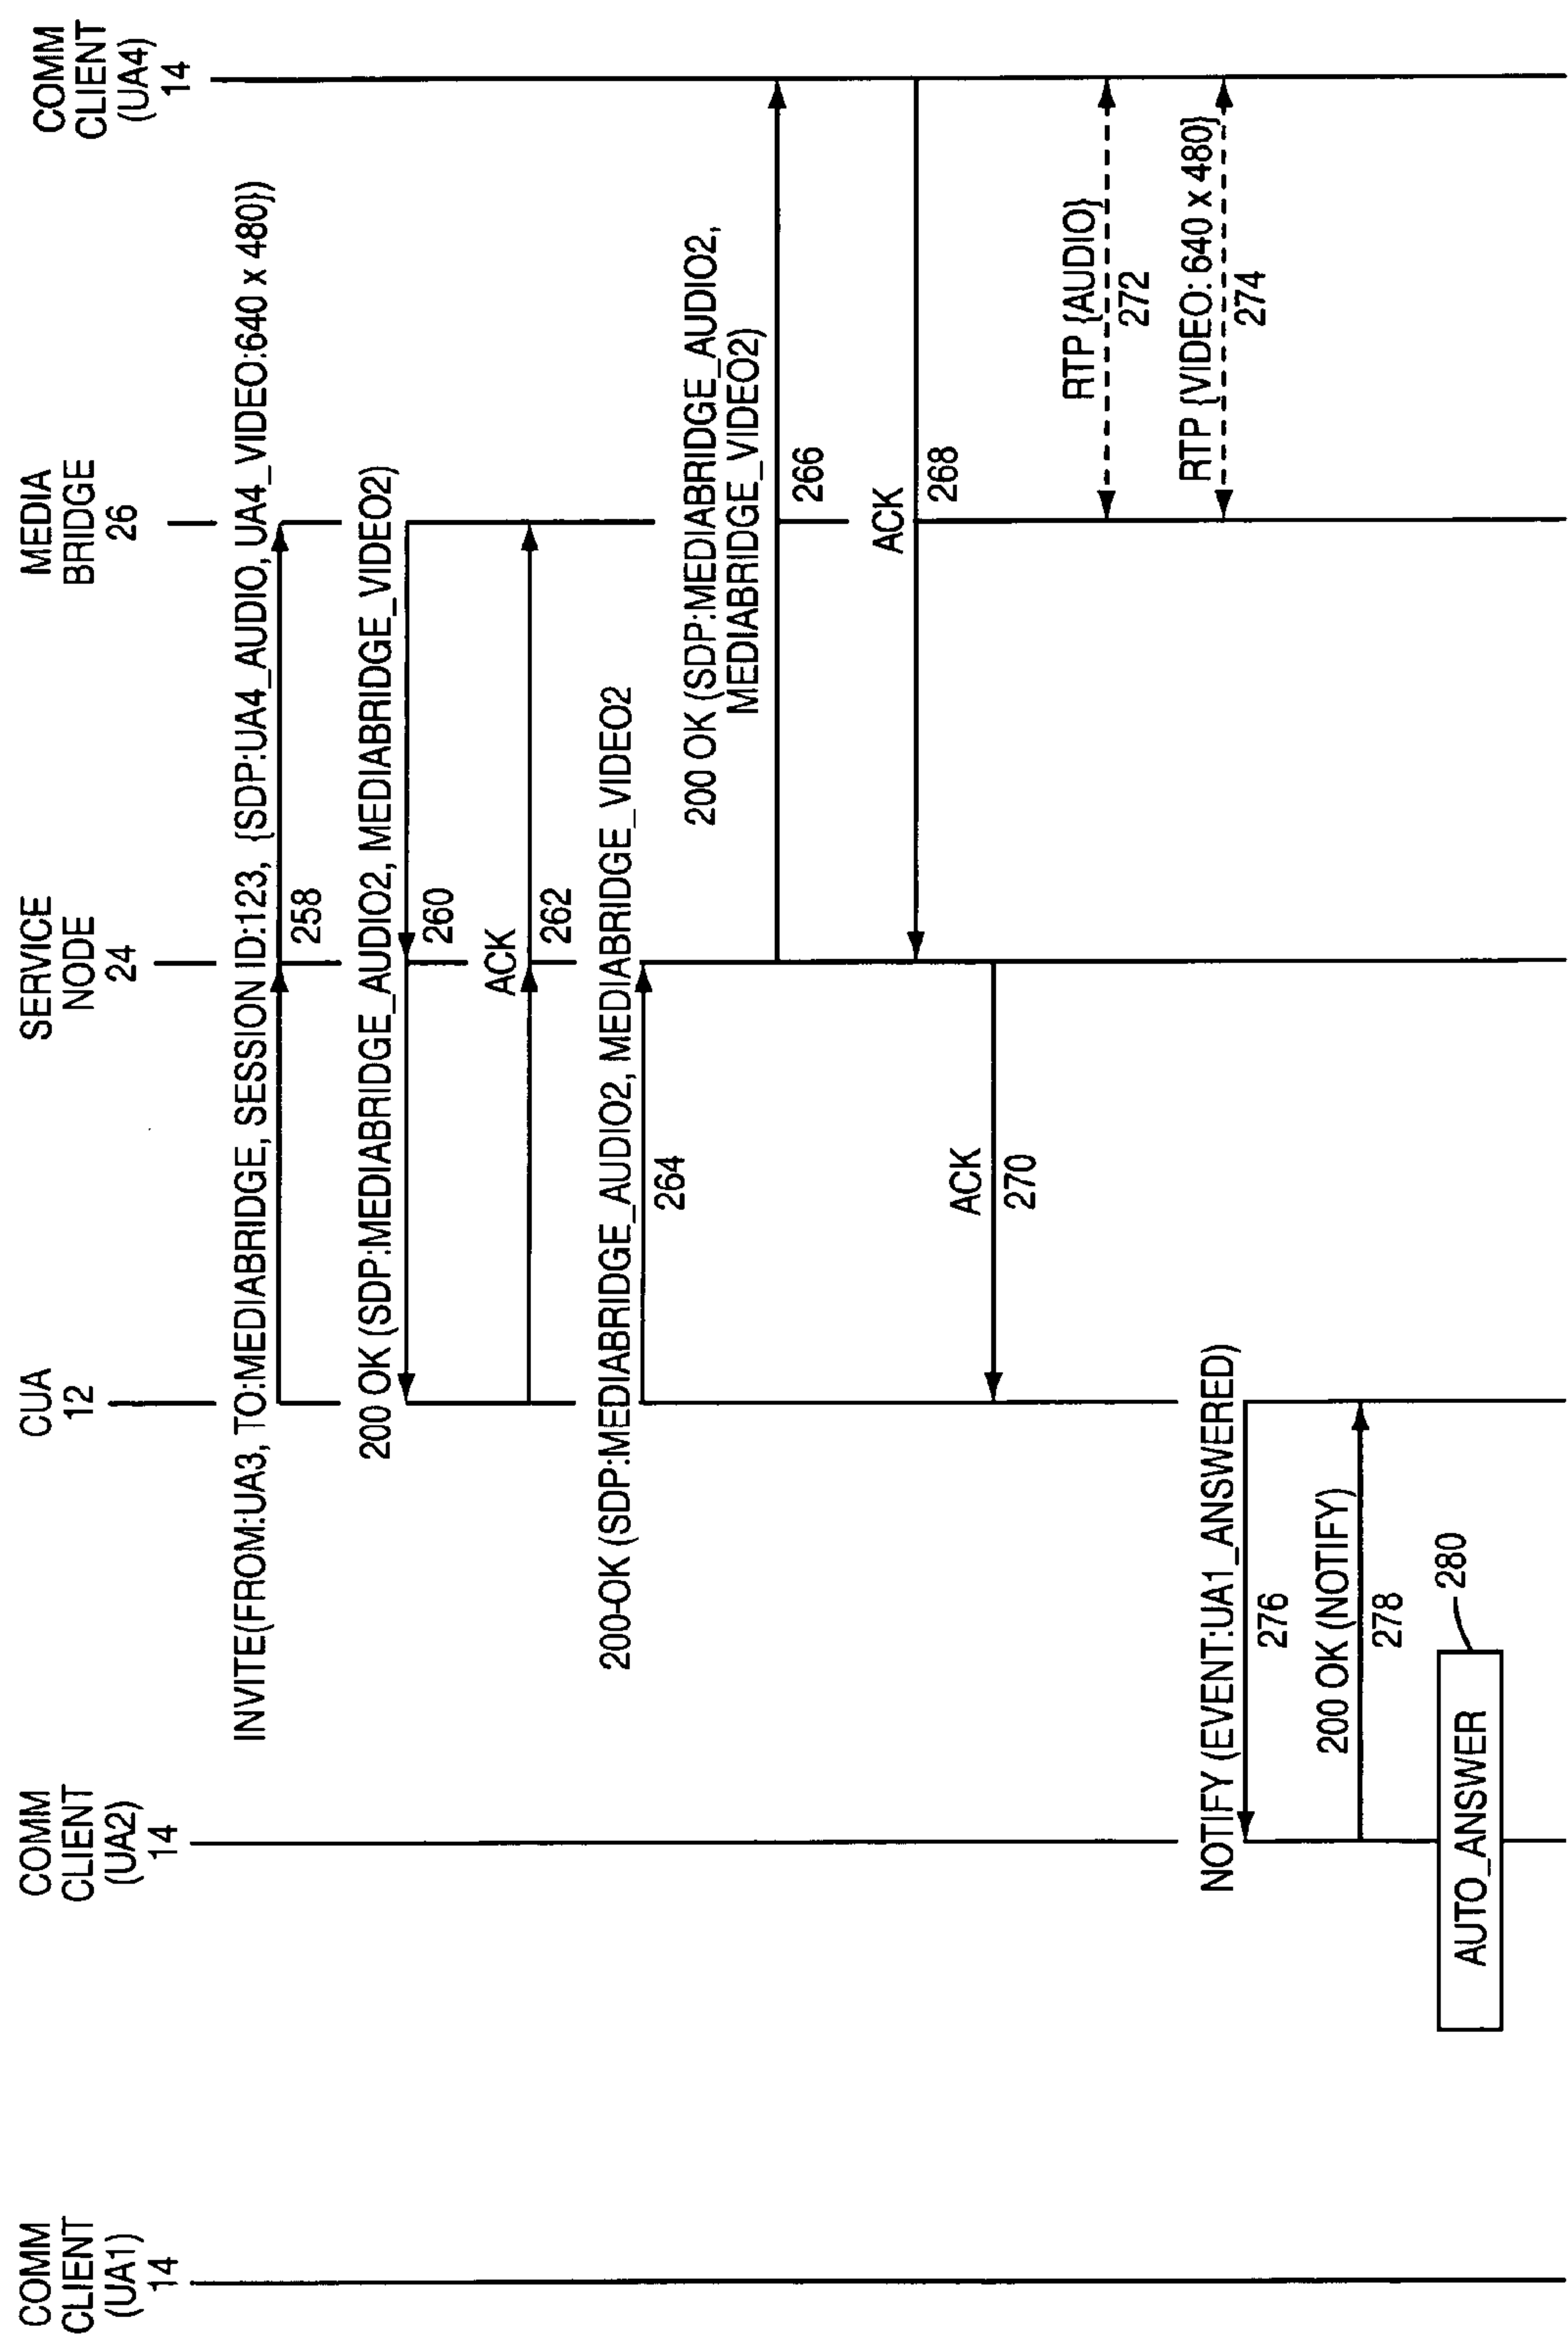 COMM
CLIENT
(UA1)
14
COMM
CLIENT
(UA2)
14
CUA
12
SERVICE
NODE
24
MEDIA
BRIDGE
26
COMM
CLIENT
(UA4)
14
INVITE(FROM:UA3, TO:MEDIABRIDGE, SESSION ID:123, {SDP:UA4_AUDIO, UA4_VIDEO:640 x 480})
258
200 OK (SDP:MEDIABRIDGE_AUDIO2, MEDIABRIDGE_VIDEO2)
260
ACK
262
200-OK (SDP:MEDIABRIDGE_AUDIO2, MEDIABRIDGE_VIDEO2
264
200 OK (SDP:MEDIABRIDGE_AUDIO2,
MEDIABRIDGE_VIDEO2)
266
ACK
268
ACK
270
RTP {AUDIO}
272
RTP {VIDEO: 640 x 480}
274
NOTIFY (EVENT:UA1_ANSWERED)
276
200 OK (NOTIFY)
278
AUTO_ANSWER
280